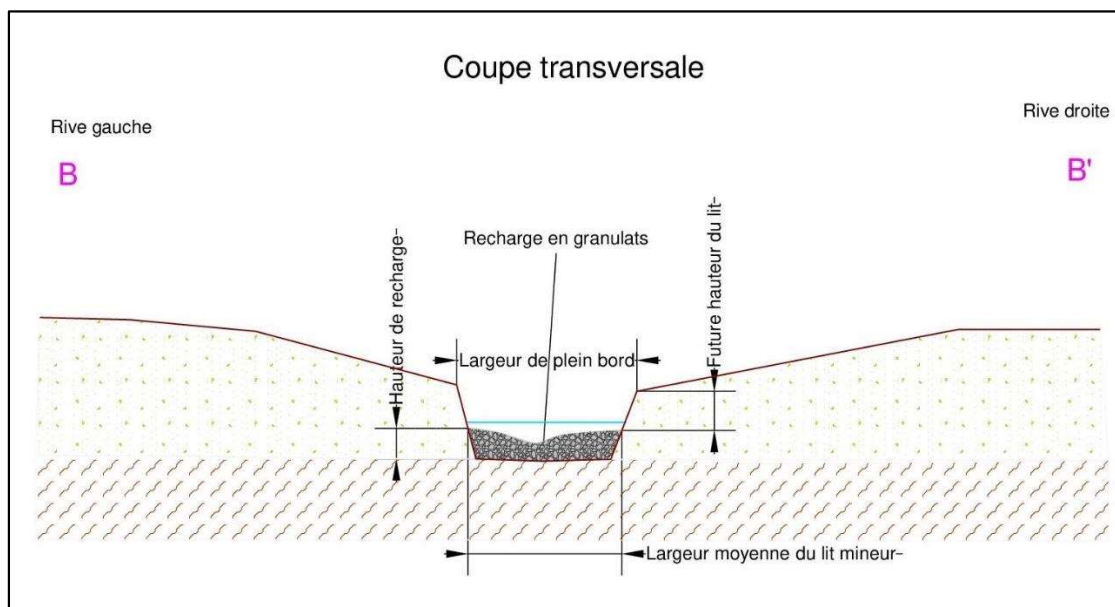 Coupe transversale
Rive gauche
Rive droite
B
B'
Recharge en granulats
Hauteur de recharge-
Future hauteur du lit-
Largeur de plein bord
Largeur moyenne du lit mineur-